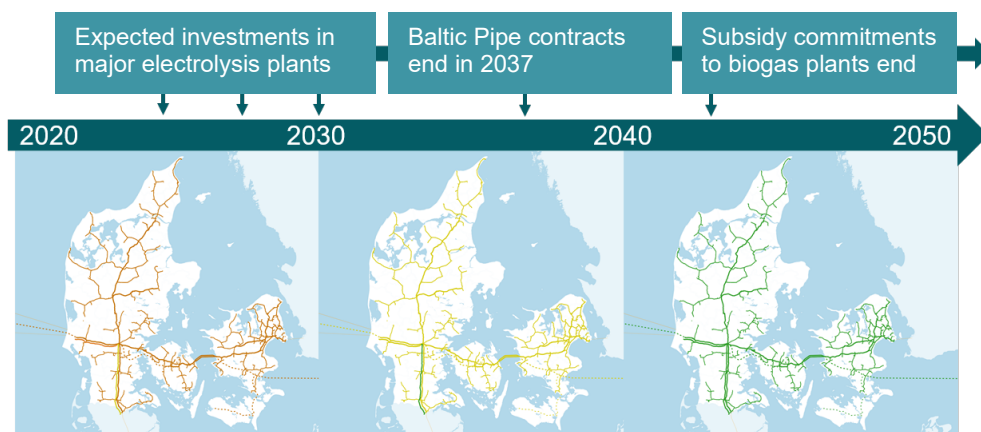 Expected investments in
major electrolysis plants
Baltic Pipe contracts
end in 2037
Subsidy commitments
to biogas plants end
2020
2030
2040
2050